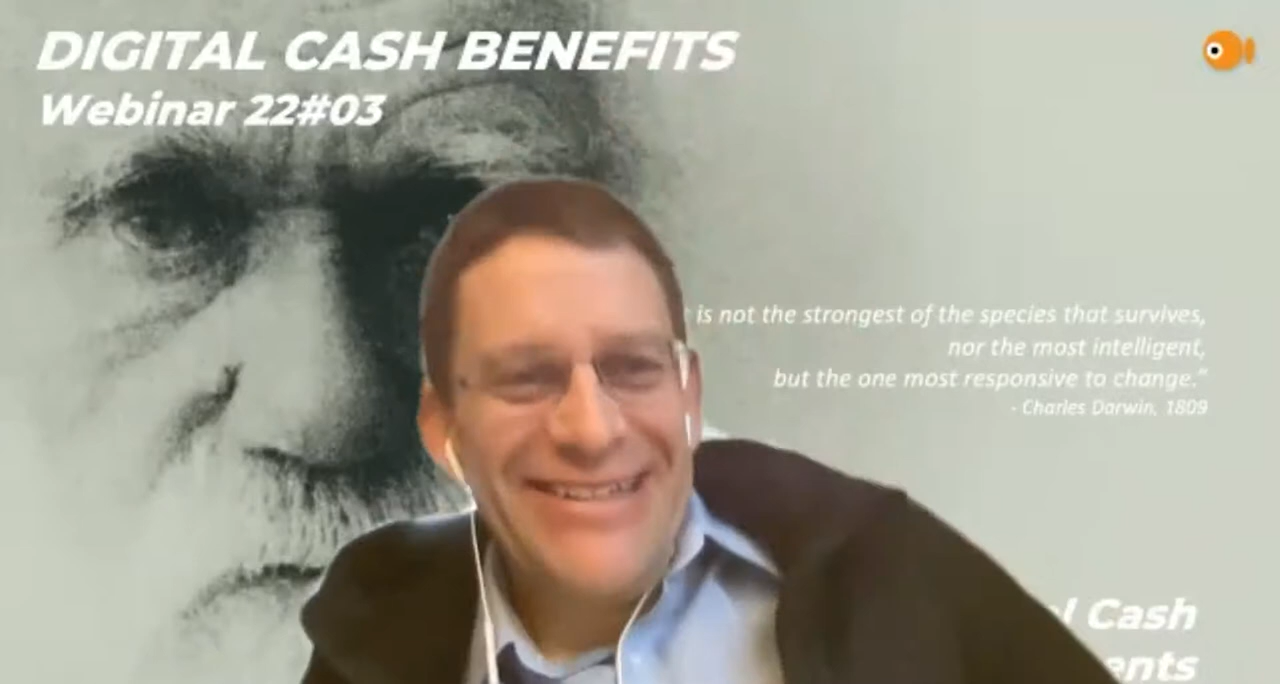 DIGITAL CASH BENEFITS
Webinar 22#03
is not the strongest of the species that survives,
nor the most intelligent,
but the one most responsive to change."
- Charles Darwin, 1809
l Cash
ents